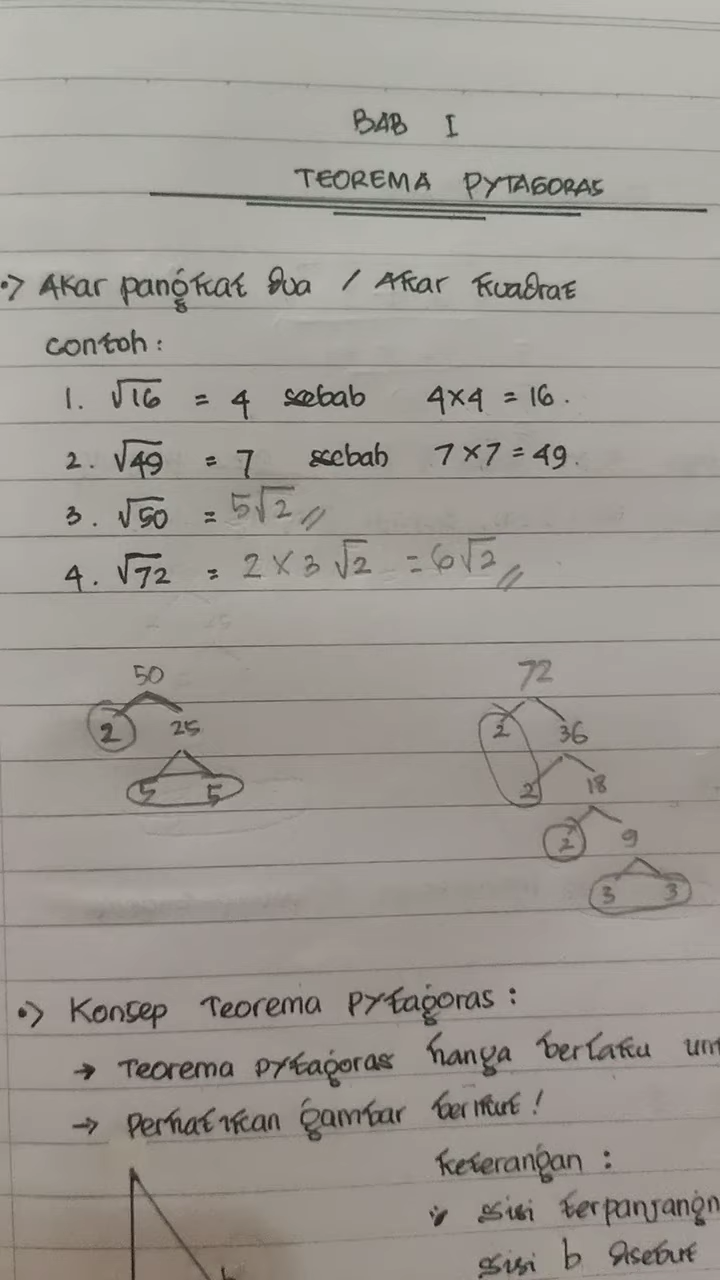 BAB I
TEOREMA PYTAGORAS
•> Akar pangkat dua / Akar kuadrat
contoh :
1. √16 = 4 sebab 4×4 = 16.
2. √49 = 7 sebab 7×7 = 49.
3. √50 = 5√2 //
4. √72 = 2 × 3 √2 = 6√2 //
50 72
2 25 2 36
5 5 2 18
2 9
3 3
•> Konsep Teorema pytagoras :
→ Teorema pytagoras hanya berlaku un
→ Perhatikan gambar berikut !
keterangan :
sisi terpanjangn
b sisi b disebut